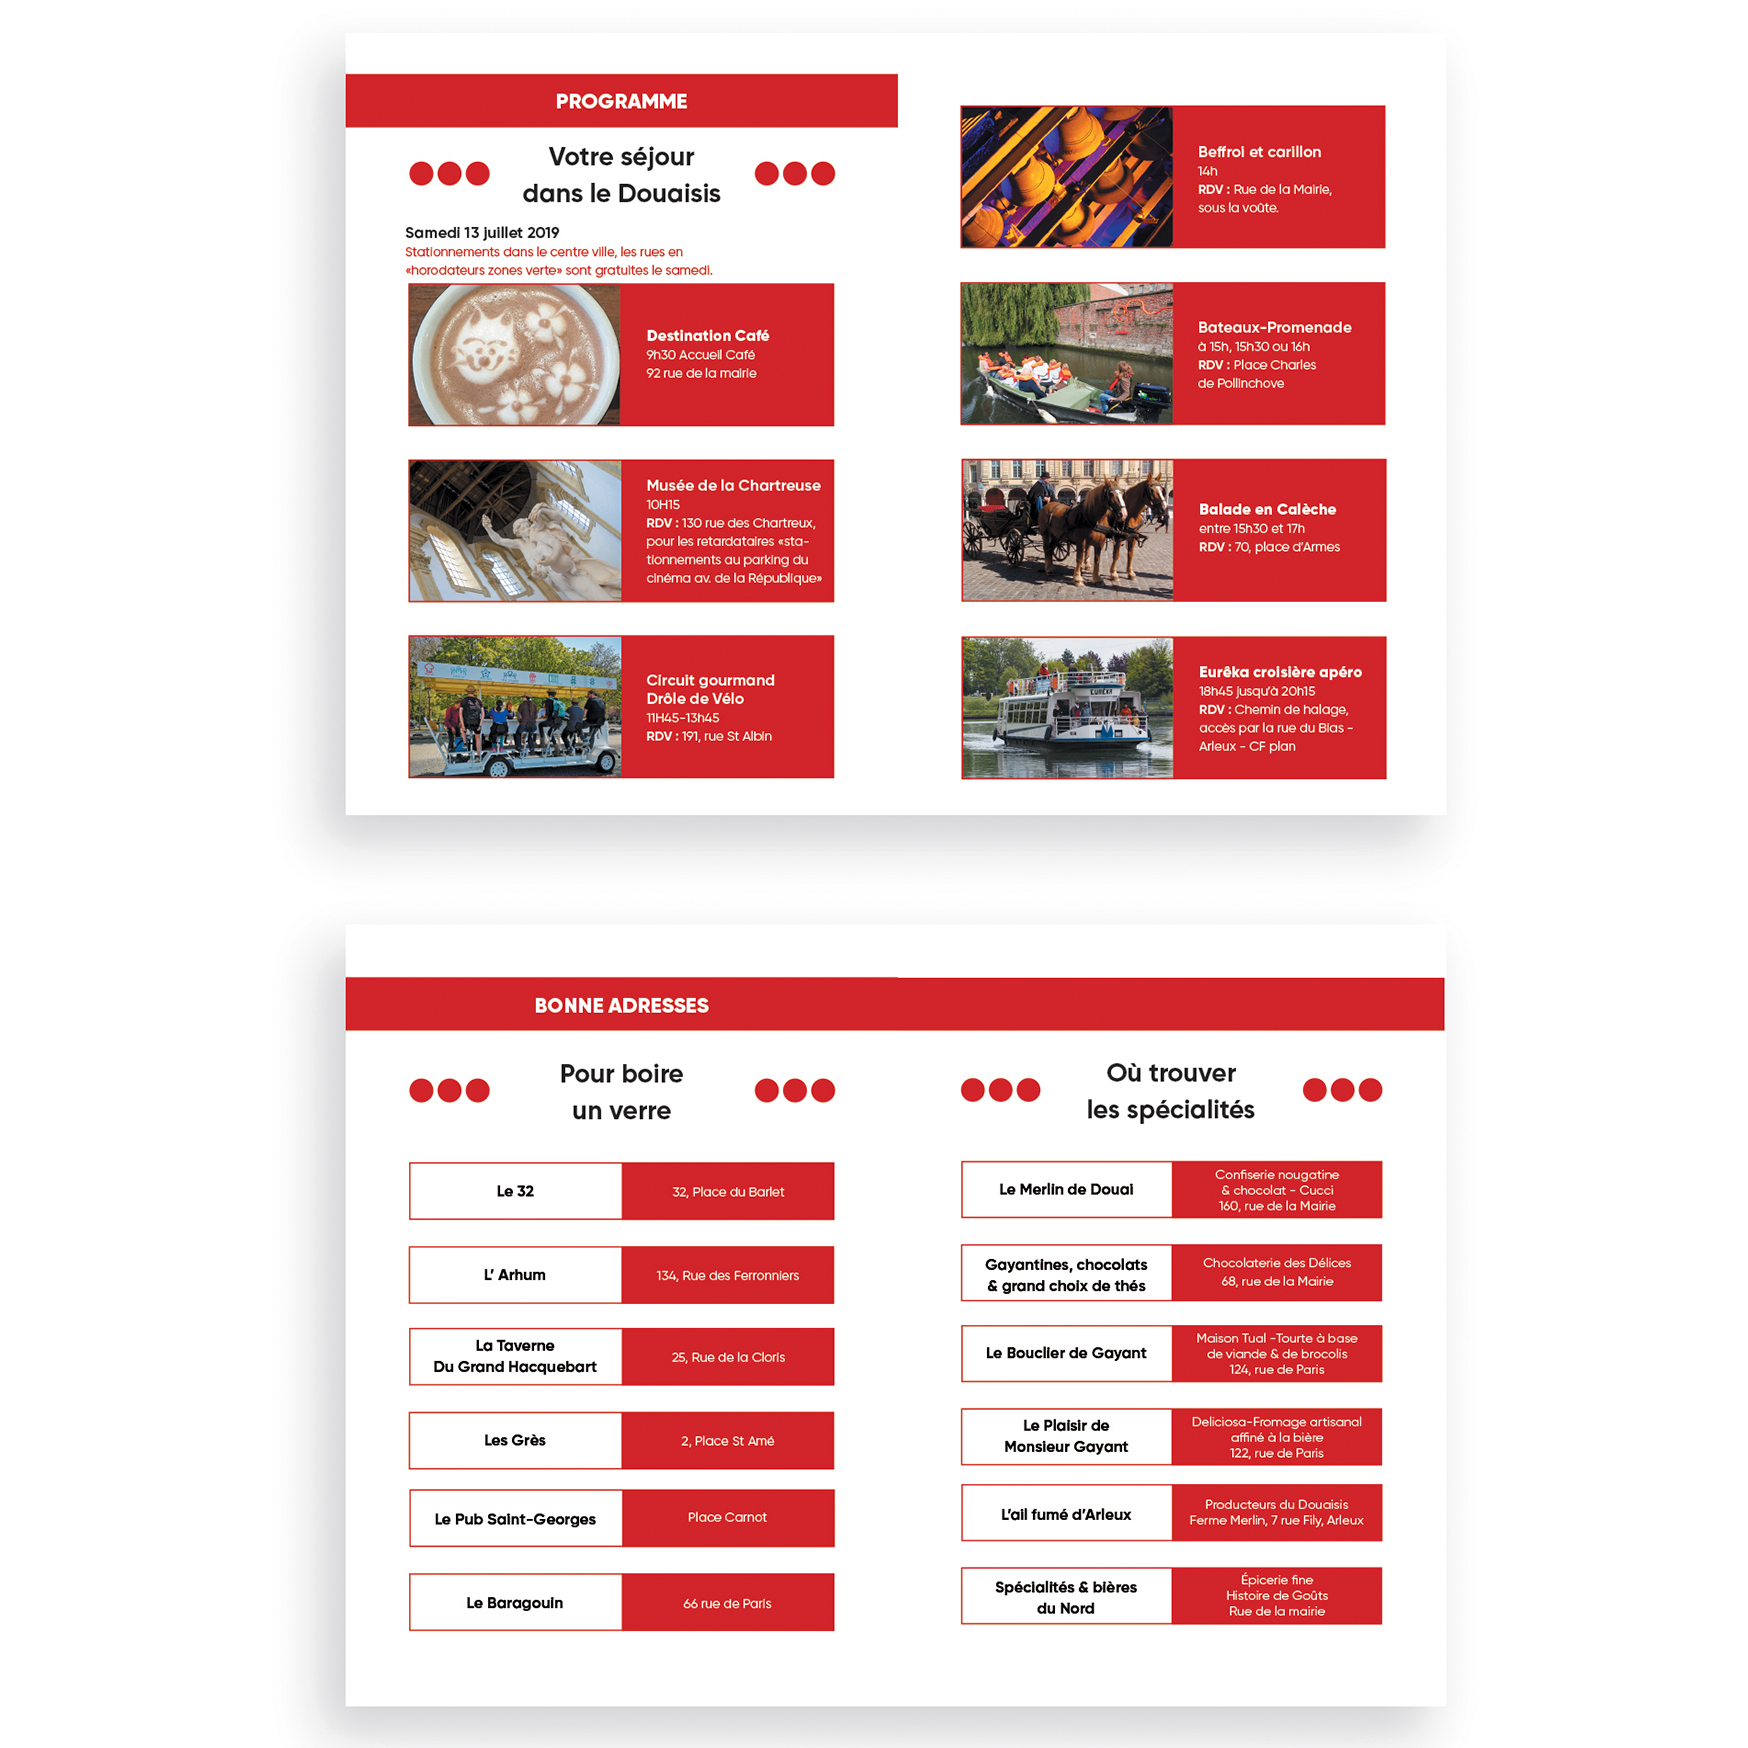 PROGRAMME
Votre séjour
dans le Douaisis
Samedi 13 juillet 2019
Stationnements dans le centre ville, les rues en
«horodateurs zones verte» sont gratuites le samedi.
Destination Café
9h30 Accueil Café
92 rue de la mairie
Musée de la Chartreuse
10H15
RDV : 130 rue des Chartreux,
pour les retardataires «sta-
tionnements au parking du
cinéma av. de la République»
Circuit gourmand
Drôle de Vélo
11H45-13h45
RDV : 191, rue St Albin
Beffroi et carillon
14h
RDV : Rue de la Mairie,
sous la voûte.
Bateaux-Promenade
à 15h, 15h30 ou 16h
RDV : Place Charles
de Pollinchove
Balade en Calèche
entre 15h30 et 17h
RDV : 70, place d'Armes
EURÊKA
Eurêka croisière apéro
18h45 jusqu'à 20h15
RDV : Chemin de halage,
accès par la rue du Bias -
Arleux - CF plan
BONNE ADRESSES
Pour boire
un verre
Le 32
32, Place du Barlet
L' Arhum
134, Rue des Ferronniers
La Taverne
Du Grand Hacquebart
25, Rue de la Cloris
Les Grès
2, Place St Amé
Le Pub Saint-Georges
Place Carnot
Le Baragouin
66 rue de Paris
Où trouver
les spécialités
Le Merlin de Douai
Confiserie nougatine
& chocolat - Cucci
160, rue de la Mairie
Gayantines, chocolats
& grand choix de thés
Chocolaterie des Délices
68, rue de la Mairie
Le Bouclier de Gayant
Maison Tual -Tourte à base
de viande & de brocolis
124, rue de Paris
Le Plaisir de
Monsieur Gayant
Deliciosa-Fromage artisanal
affiné à la bière
122, rue de Paris
L'ail fumé d'Arleux
Producteurs du Douaisis
Ferme Merlin, 7 rue Fily, Arleux
Spécialités & bières
du Nord
Épicerie fine
Histoire de Goûts
Rue de la mairie